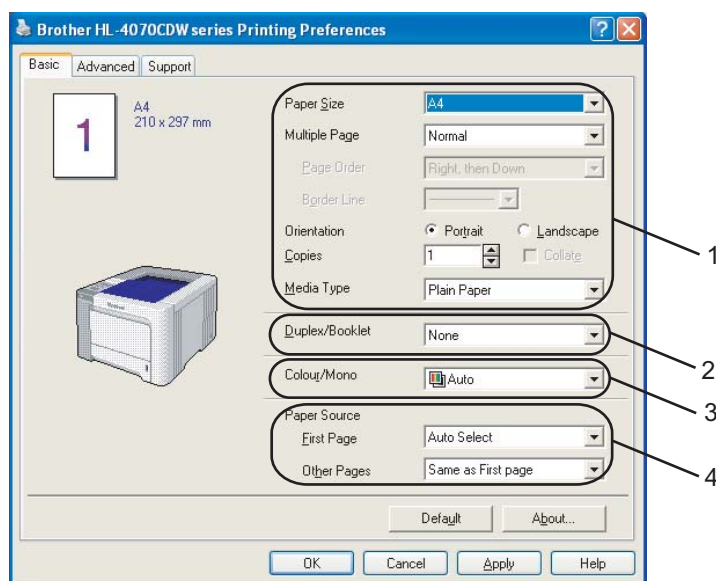 Brother HL-4070CDW series Printing Preferences
Basic Advanced Support
1
A4
210 x 297 mm
Paper Size A4
Multiple Page Normal
Page Order Right, then Down
Border Line
Orientation Portrait Landscape
Copies 1 Collate
Media Type Plain Paper
1
Duplex/Booklet None
2
Colour/Mono Auto
3
Paper Source
First Page Auto Select
Other Pages Same as First page
4
Default About...
OK Cancel Apply Help